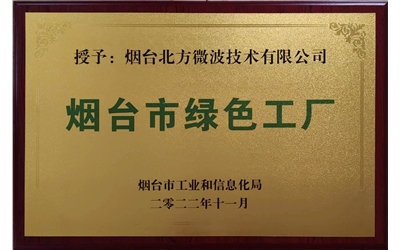 授予：烟台北方微波技术有限公司
烟台市绿色工厂
烟台市工业和信息化局
二零二二年十一月